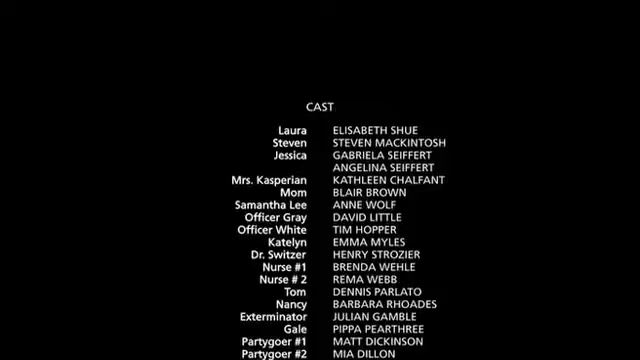 CAST
Laura ELISABETH SHUE
Steven STEVEN MACKINTOSH
Jessica GABRIELA SEIFFERT
ANGELINA SEIFFERT
Mrs. Kasperian KATHLEEN CHALFANT
Mom BLAIR BROWN
Samantha Lee ANNE WOLF
Officer Gray DAVID LITTLE
Officer White TIM HOPPER
Katelyn EMMA MYLES
Dr. Switzer HENRY STROZIER
Nurse #1 BRENDA WEHLE
Nurse # 2 REMA WEBB
Tom DENNIS PARLATO
Nancy BARBARA RHOADES
Exterminator JULIAN GAMBLE
Gale PIPPA PEARTHREE
Partygoer #1 MATT DICKINSON
Partygoer #2 MIA DILLON